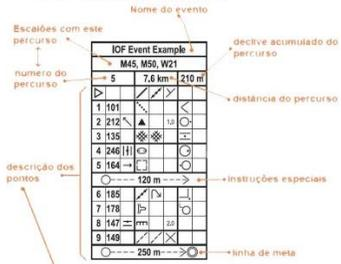 Nome do evento
Escalões com este
percurso
IOF Event Example
M45, M50, W21
5 7,6 km 210 m
declive acumulado do
percurso
numero do
percurso
distância do percurso
1 101
2 212 1,0
3 135
4 246
5 164
120 m
Instruções especiais
descrição dos
pontos
6 185
7 178
8 147 2,0
9 149
250 m
linha de meta